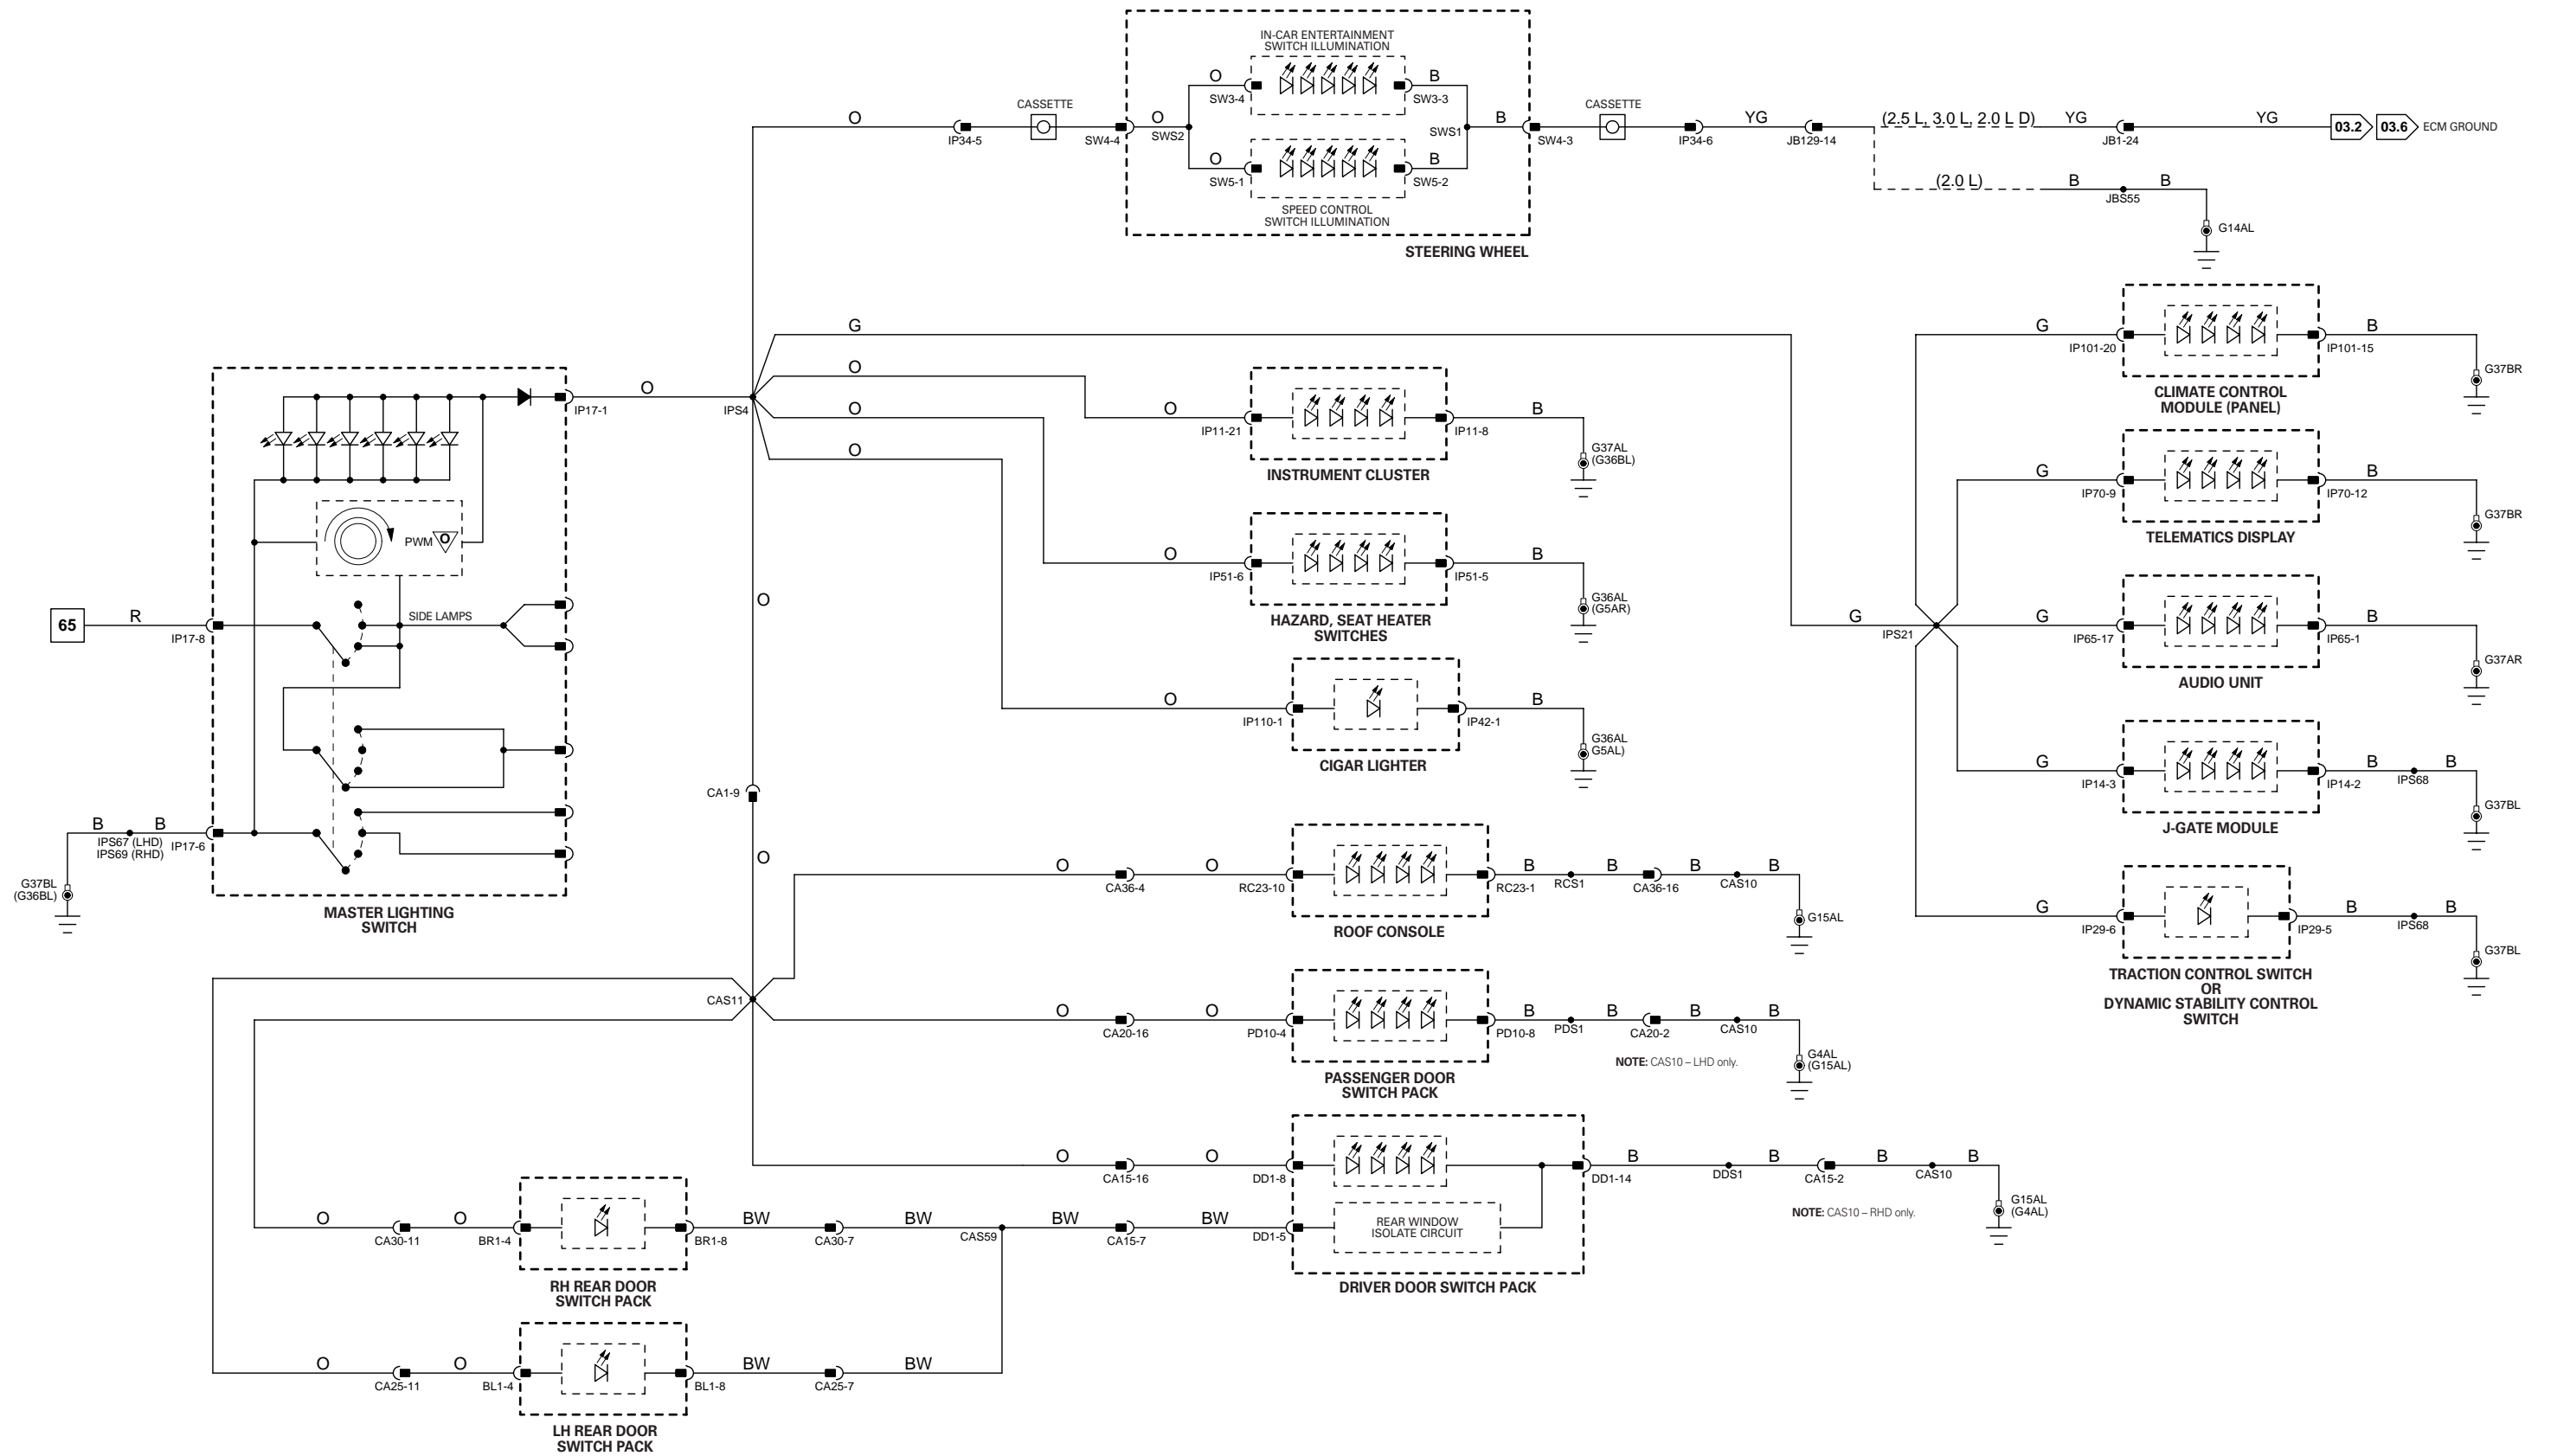 IN-CAR ENTERTAINMENT
SWITCH ILLUMINATION
O
SW3-4
B
SW3-3
O
IP34-5
CASSETTE
SW4-4
O
SWS2
SWS1
B
SW4-3
CASSETTE
IP34-6
YG
JB129-14
(2.5 L, 3.0 L, 2.0 L D)
YG
JB1-24
YG
03.2
03.6
ECM GROUND
O
SW5-1
B
SW5-2
SPEED CONTROL
SWITCH ILLUMINATION
STEERING WHEEL
(2.0 L)
B
JBS55
B
G14AL
G
O
O
O
O
IP17-1
IPS4
O
IP11-21
B
IP11-8
G37AL
(G36BL)
INSTRUMENT CLUSTER
O
IP51-6
B
IP51-5
G36AL
(G5AR)
HAZARD, SEAT HEATER
SWITCHES
O
IP110-1
B
IP42-1
G36AL
G5AL)
CIGAR LIGHTER
G
IP101-20
B
IP101-15
G37BR
CLIMATE CONTROL
MODULE (PANEL)
G
IP70-9
B
IP70-12
G37BR
TELEMATICS DISPLAY
G
IPS21
G
IP65-17
B
IP65-1
G37AR
AUDIO UNIT
G
IP14-3
B
IP14-2
IPS68
B
G37BL
J-GATE MODULE
G
IP29-6
B
IP29-5
IPS68
B
G37BL
TRACTION CONTROL SWITCH
OR
DYNAMIC STABILITY CONTROL
SWITCH
PWM
O
65
R
IP17-8
SIDE LAMPS
B
B
IPS67 (LHD)
IPS69 (RHD)
IP17-6
G37BL
(G36BL)
MASTER LIGHTING
SWITCH
O
CA1-9
O
CAS11
O
CA36-4
O
RC23-10
B
RC23-1
RCS1
B
CA36-16
B
CAS10
B
G15AL
ROOF CONSOLE
O
CA20-16
O
PD10-4
B
PD10-8
PDS1
B
CA20-2
B
CAS10
B
G4AL
(G15AL)
NOTE: CAS10 – LHD only.
PASSENGER DOOR
SWITCH PACK
O
CA15-16
O
DD1-8
B
DD1-14
DDS1
B
CA15-2
B
CAS10
B
G15AL
(G4AL)
NOTE: CAS10 – RHD only.
REAR WINDOW
ISOLATE CIRCUIT
DRIVER DOOR SWITCH PACK
O
CA30-11
O
BR1-4
BW
BR1-8
CA30-7
BW
CAS59
BW
CA15-7
BW
DD1-5
RH REAR DOOR
SWITCH PACK
O
CA25-11
O
BL1-4
BW
BL1-8
CA25-7
BW
LH REAR DOOR
SWITCH PACK